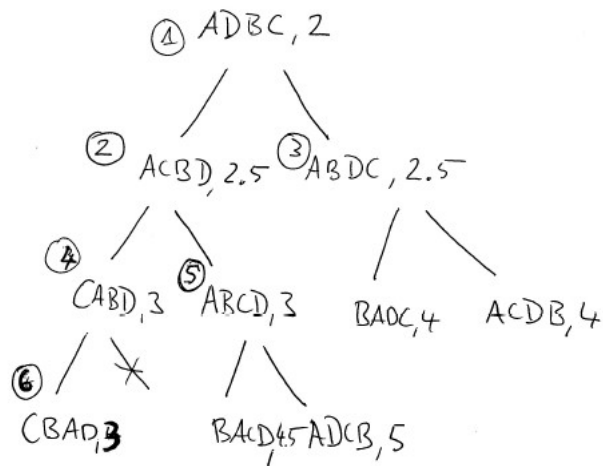 ① ADBC, 2
② ACBD, 2.5 ③ ABDC, 2.5
④ CABD, 3 ⑤ ABCD, 3 BADC, 4 ACDB, 4
⑥ CBAD, 3 BACD, 4.5 ADCB, 5